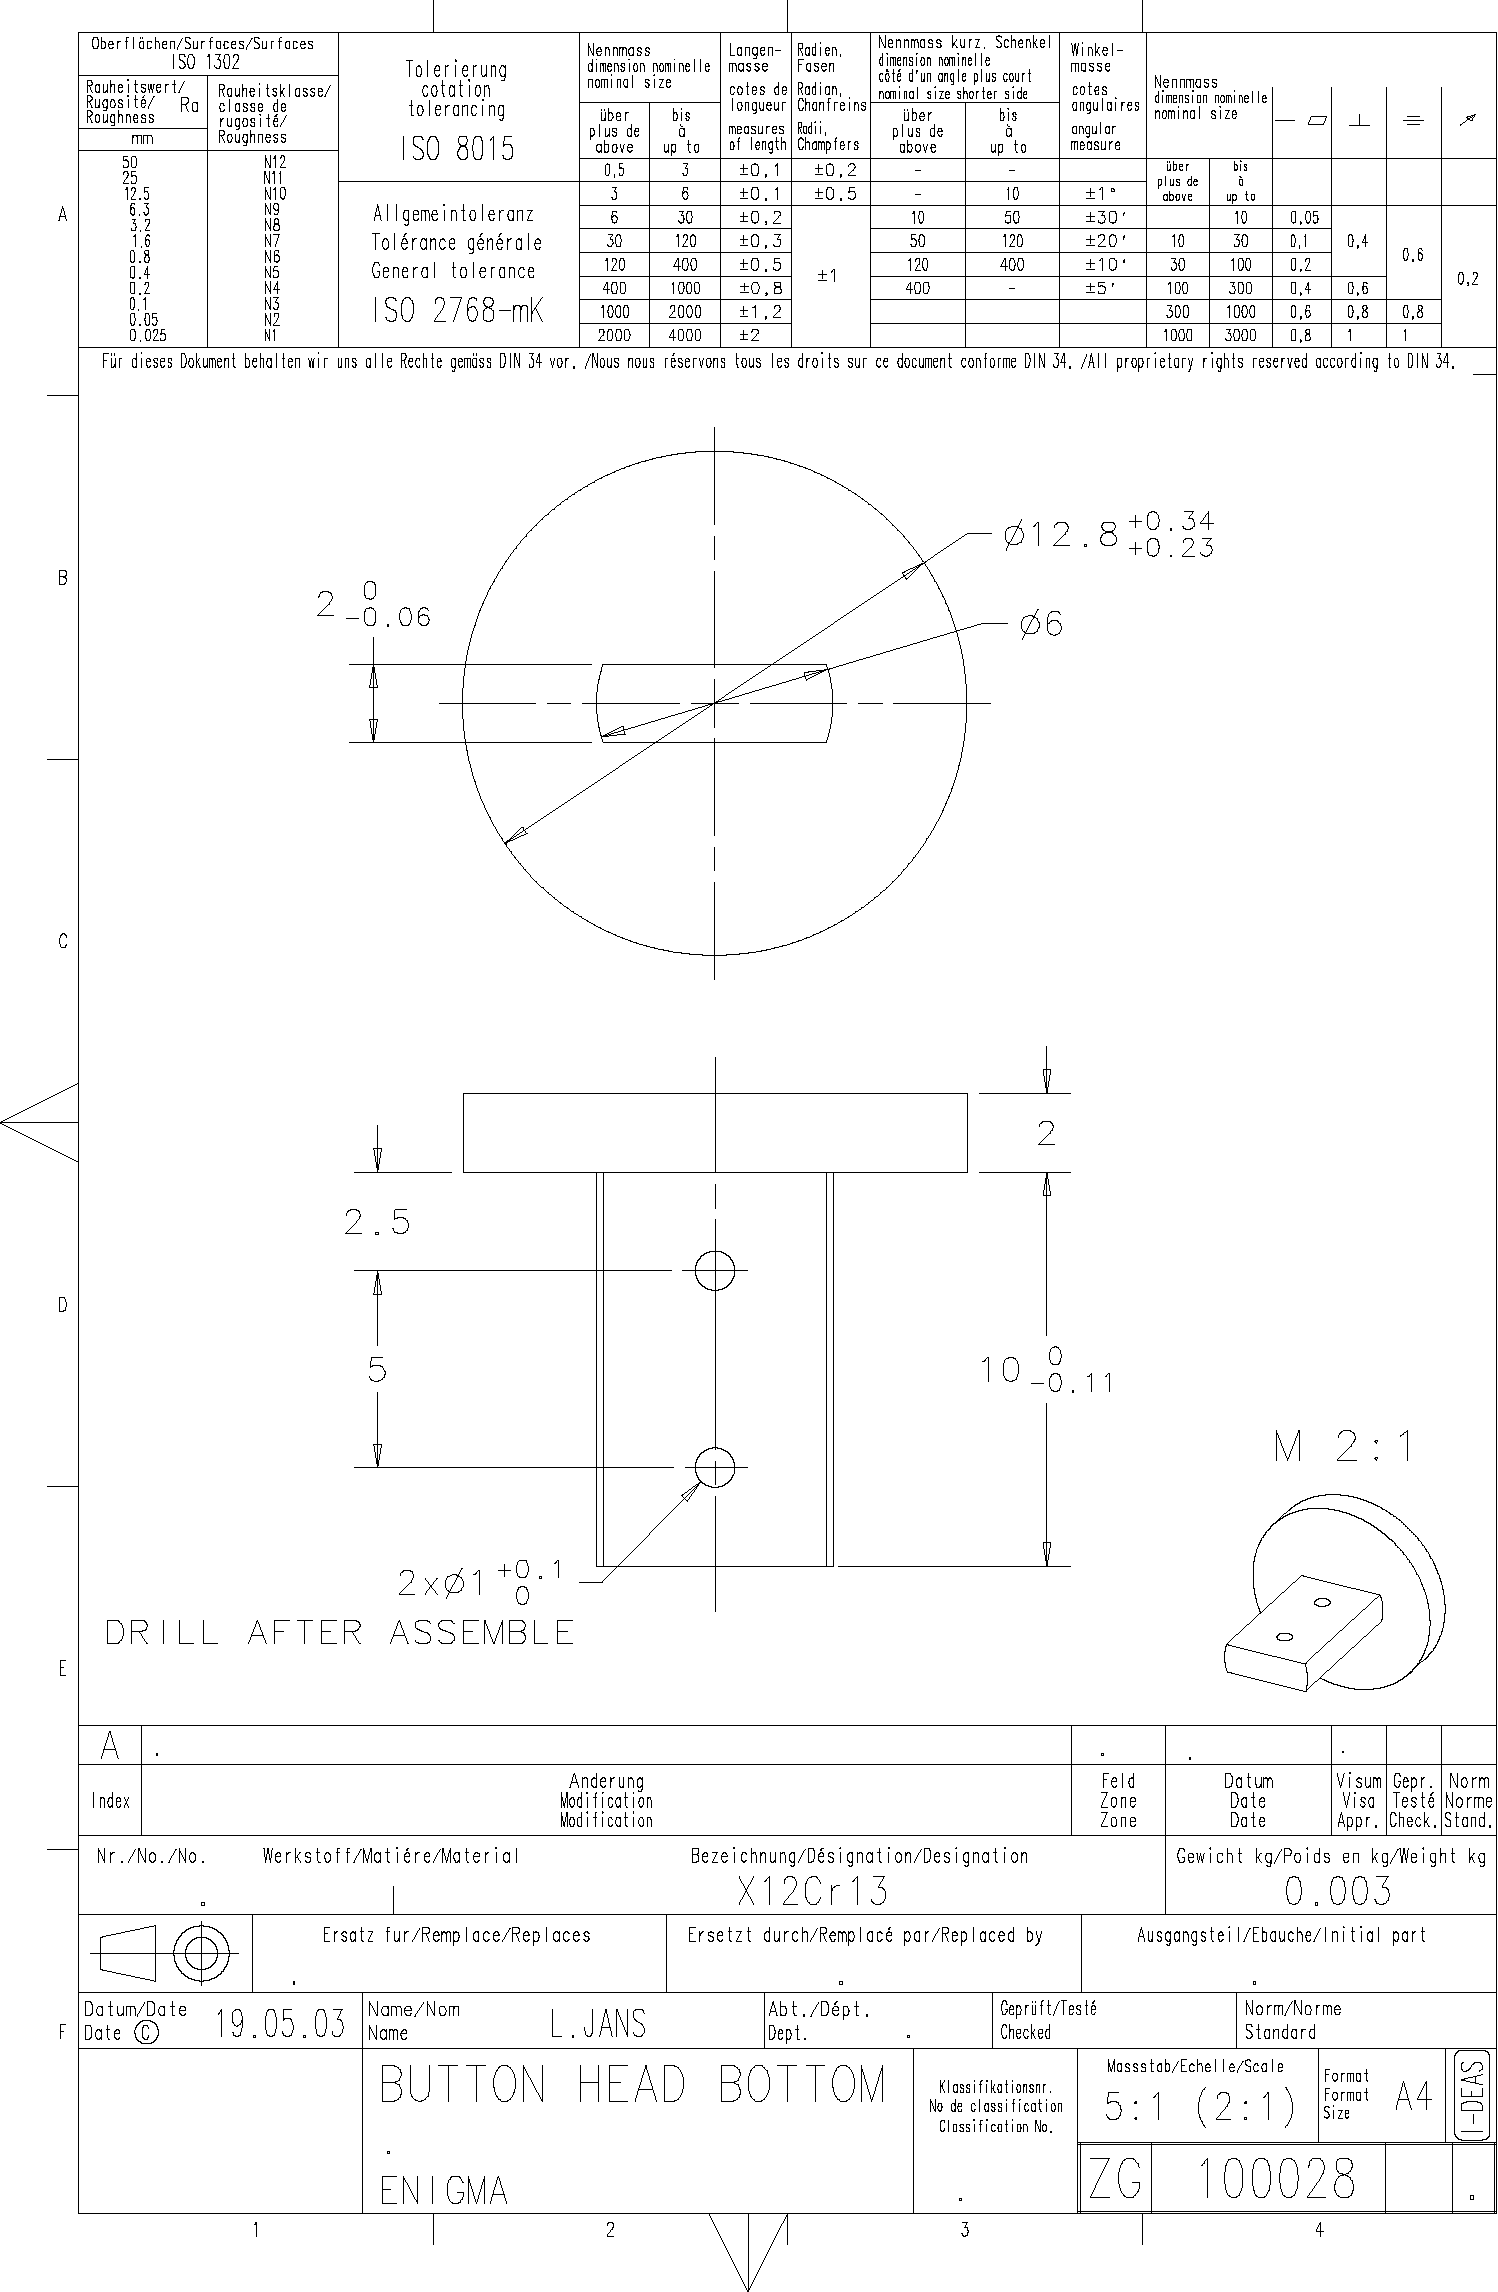 Oberflächen/Surfaces/Surfaces
ISO 1302
Rauheitswert/
Rugosité/ Ra
Roughness
mm
Rauheitsklasse/
classe de
rugosité/
Roughness
50 N12
25 N11
12.5 N10
6.3 N9
3.2 N8
1.6 N7
0.8 N6
0.4 N5
0.2 N4
0.1 N3
0.05 N2
0.025 N1
Tolerierung
cotation
tolerancing
ISO 8015
Allgemeintoleranz
Tolérance générale
General tolerance
ISO 2768-mK
Nennmass
dimension nominelle
nominal size
über
plus de
above
bis
à
up to
Langen-
masse
cotes de
longueur
measures
of length
Radien,
Fasen
Radian,
Chanfreins
Radii,
Champfers
Nennmass kurz. Schenkel
dimension nominelle
côté d'un angle plus court
nominal size shorter side
über
plus de
above
bis
à
up to
Winkel-
masse
cotes
angulaires
angular
measure
Nennmass
dimension nominelle
nominal size
über
plus de
above
bis
à
up to
0,5 3 ±0,1 ±0,2 - -
3 6 ±0,1 ±0,5 - 10 ±1°
6 30 ±0,2 10 50 ±30' 10 0,05
30 120 ±0,3 50 120 ±20' 10 30 0,1 0,4
120 400 ±0,5 ±1 120 400 ±10' 30 100 0,2 0,6
400 1000 ±0,8 400 - ±5' 100 300 0,4 0,6 0,2
1000 2000 ±1,2 300 1000 0,6 0,8 0,8
2000 4000 ±2 1000 3000 0,8 1 1
Für dieses Dokument behalten wir uns alle Rechte gemäss DIN 34 vor. /Nous nous réservons tous les droits sur ce document conforme DIN 34. /All proprietary rights reserved according to DIN 34.
A
B
C
D
E
F
ø12.8 +0.34
+0.23
ø6
2 0
-0.06
2
2.5
5
10 0
-0.11
2xø1 +0.1
0
DRILL AFTER ASSEMBLE
M 2:1
A . . . .
Index
Anderung
Modification
Modification
Feld
Zone
Zone
Datum
Date
Date
Visum
Visa
Appr.
Gepr.
Testé
Check.
Norm
Norme
Stand.
Nr./No./No. Werkstoff/Matiére/Material Bezeichnung/Désignation/Designation Gewicht kg/Poids en kg/Weight kg
. X12Cr13 0.003
Ersatz fur/Remplace/Replaces Ersetzt durch/Remplacé par/Replaced by Ausgangsteil/Ebauche/Initial part
. . .
Datum/Date
Date © 19.05.03
Name/Nom
Name L.JANS
Abt./Dépt.
Dept. .
Geprüft/Testé
Checked
Norm/Norme
Standard
BUTTON HEAD BOTTOM
.
ENIGMA
Klassifikationsnr.
No de classification
Classification No.
.
Massstab/Echelle/Scale
5:1 (2:1)
Format
Format
Size
A4
I-DEAS
ZG 100028 .
1 2 3 4